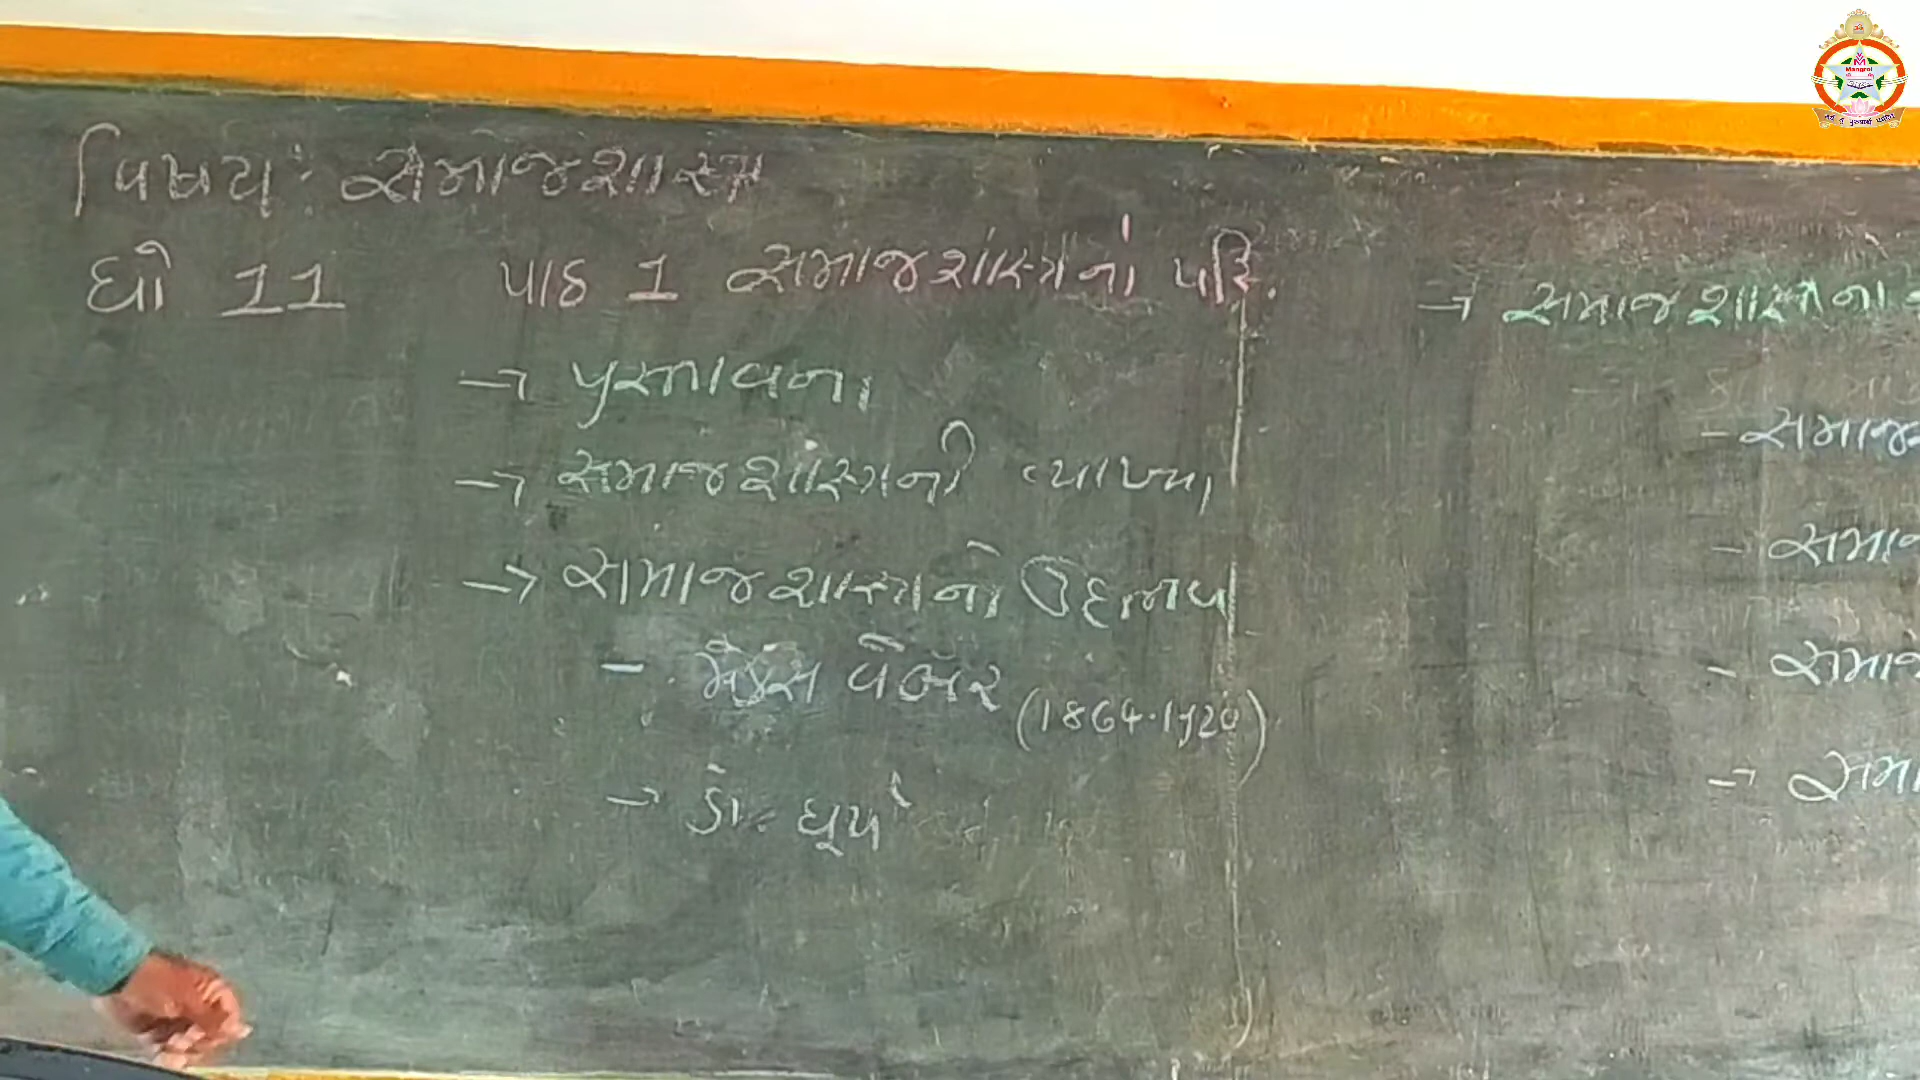 વિષય : સમાજશાસ્ત્ર
ધો 11 પાઠ 1 સમાજશાસ્ત્રનો પરિ.
→ પ્રસ્તાવના
→ સમાજશાસ્ત્રની વ્યાખ્યા
→ સમાજશાસ્ત્રનો ઉદ્દભવ
- મેક્સ વેબર (1864-1920)
→ ડો. ઘૂર્યે
→ સમાજશાસ્ત્રના
- સમાજ
- સમાજ
- સમાજ
→ સમા
Mangrol